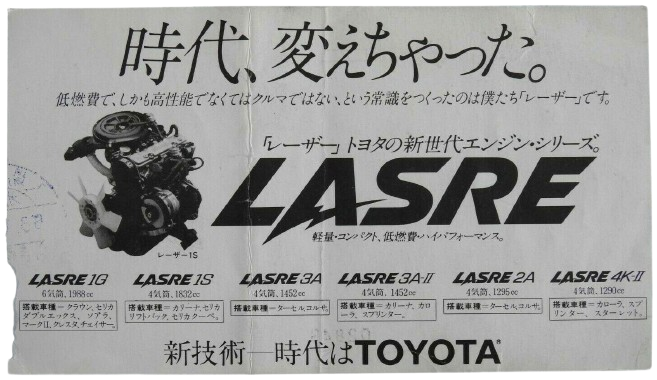 時代、変えちゃった。
低燃費で、しかも高性能でなくてはクルマではない、という常識をつくったのは僕たち「レーザー」です。
「レーザー」トヨタの新世代エンジン・シリーズ。
LASRE
軽量・コンパクト、低燃費・ハイパフォーマンス。
レーザー1S
LASRE 1G
6気筒、1988cc
搭載車種=クラウン、セリカ
ダブルエックス、ソアラ、
マークII、クレスタ、チェイサー。
LASRE 1S
4気筒、1832cc
搭載車種=カリーナ、セリカ
リフトバック、セリカクーペ。
LASRE 3A
4気筒、1452cc
搭載車種=ターセル、コルサ。
LASRE 3A-II
4気筒、1452cc
搭載車種=カリーナ、カロ
ーラ、スプリンター。
LASRE 2A
4気筒、1295cc
搭載車種=ターセル、コルサ。
LASRE 4K-II
4気筒、1290cc
搭載車種=カローラ、スプ
リンター、スターレット。
新技術—時代はTOYOTA